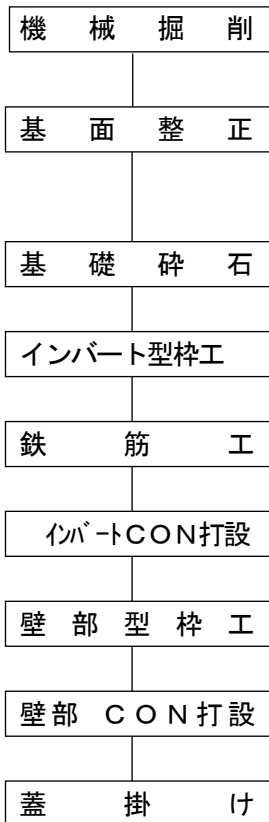 機械掘削
基面整正
基礎砕石
インバート型枠工
鉄筋工
インバートCON打設
壁部型枠工
壁部 CON打設
蓋掛け